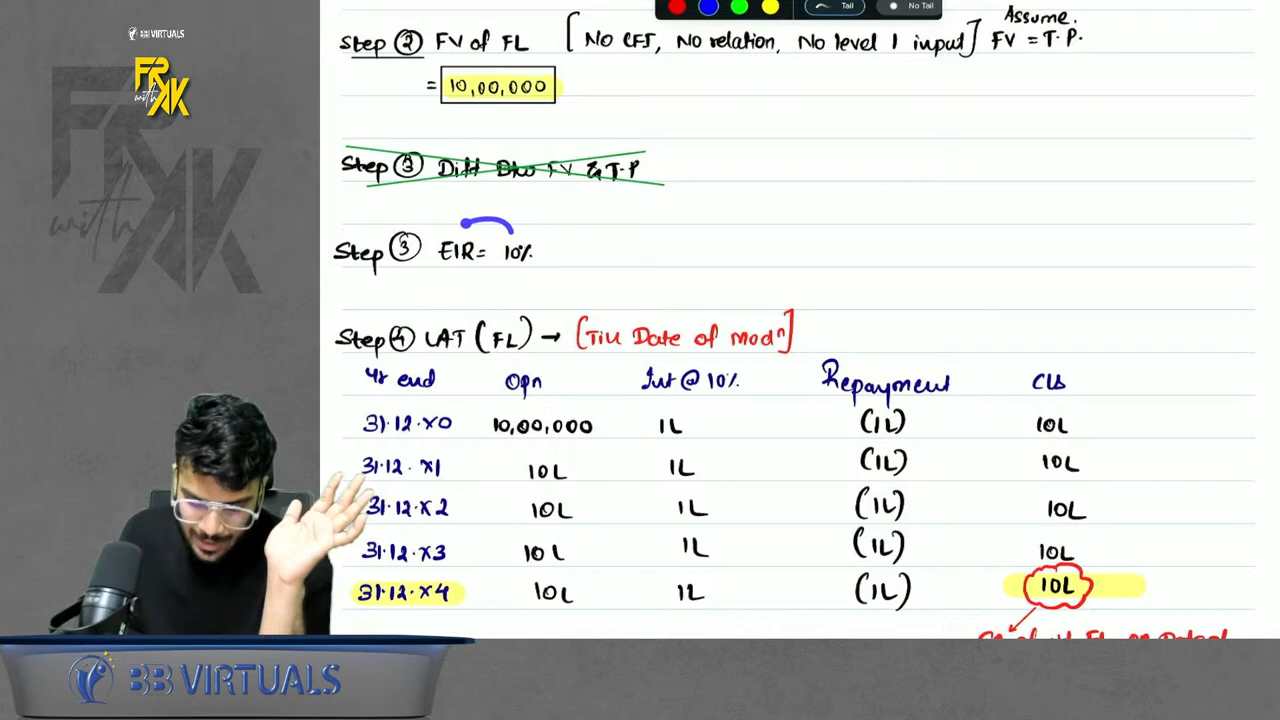 Tail
No Tail
BB VIRTUALS
FR
with
AK
Assume.
Step ② FV of FL [No CFS, No relation, No level 1 input] FV = T.P.
= 10,00,000
Step ③ Diff btw FV & T.P
Step ③ EIR = 10%
Step ④ LAT (FL) → [Till Date of modⁿ]
Yr end Opn Int @ 10% Repayment Cls
31.12.x0 10,00,000 1L (1L) 10L
31.12.x1 10L 1L (1L) 10L
31.12.x2 10L 1L (1L) 10L
31.12.x3 10L 1L (1L) 10L
31.12.x4 10L 1L (1L) 10L
BB VIRTUALS